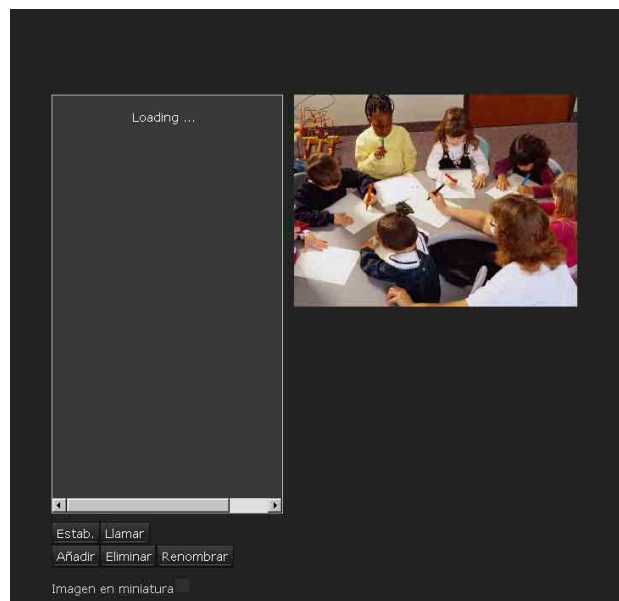 Loading ...
Estab. Llamar
Añadir Eliminar Renombrar
Imagen en miniatura